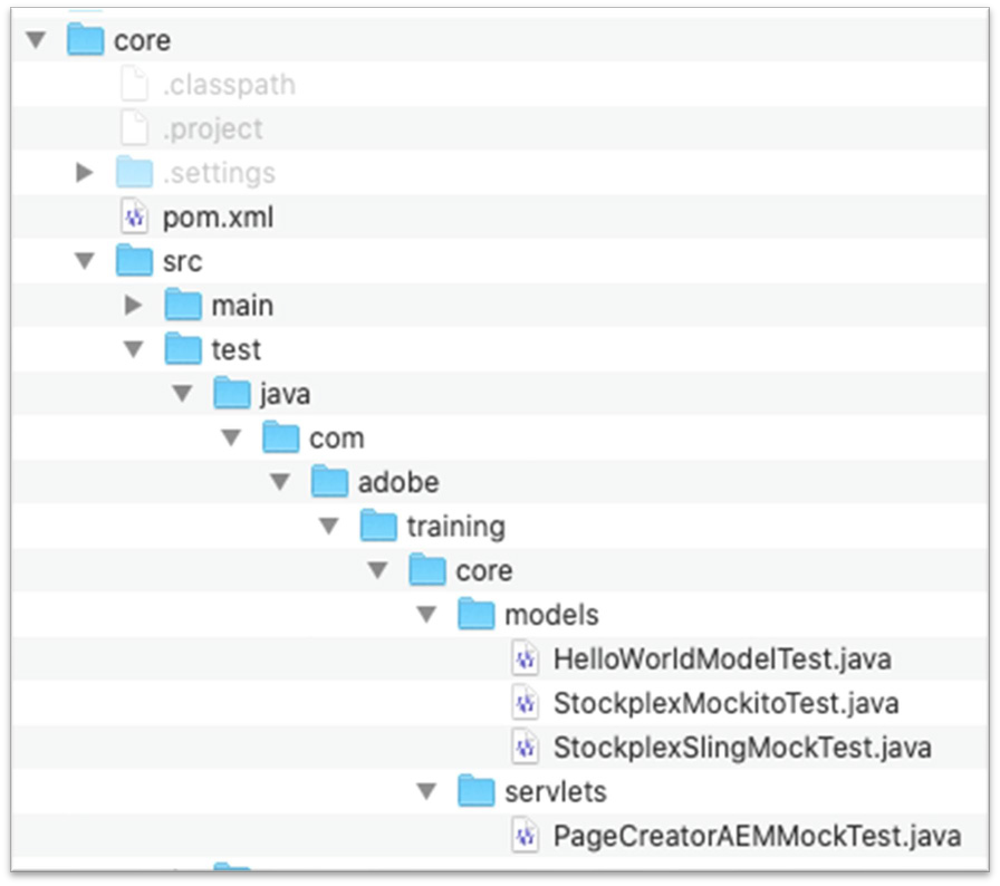 core
.classpath
.project
.settings
pom.xml
src
main
test
java
com
adobe
training
core
models
HelloWorldModelTest.java
StockplexMockitoTest.java
StockplexSlingMockTest.java
servlets
PageCreatorAEMMockTest.java